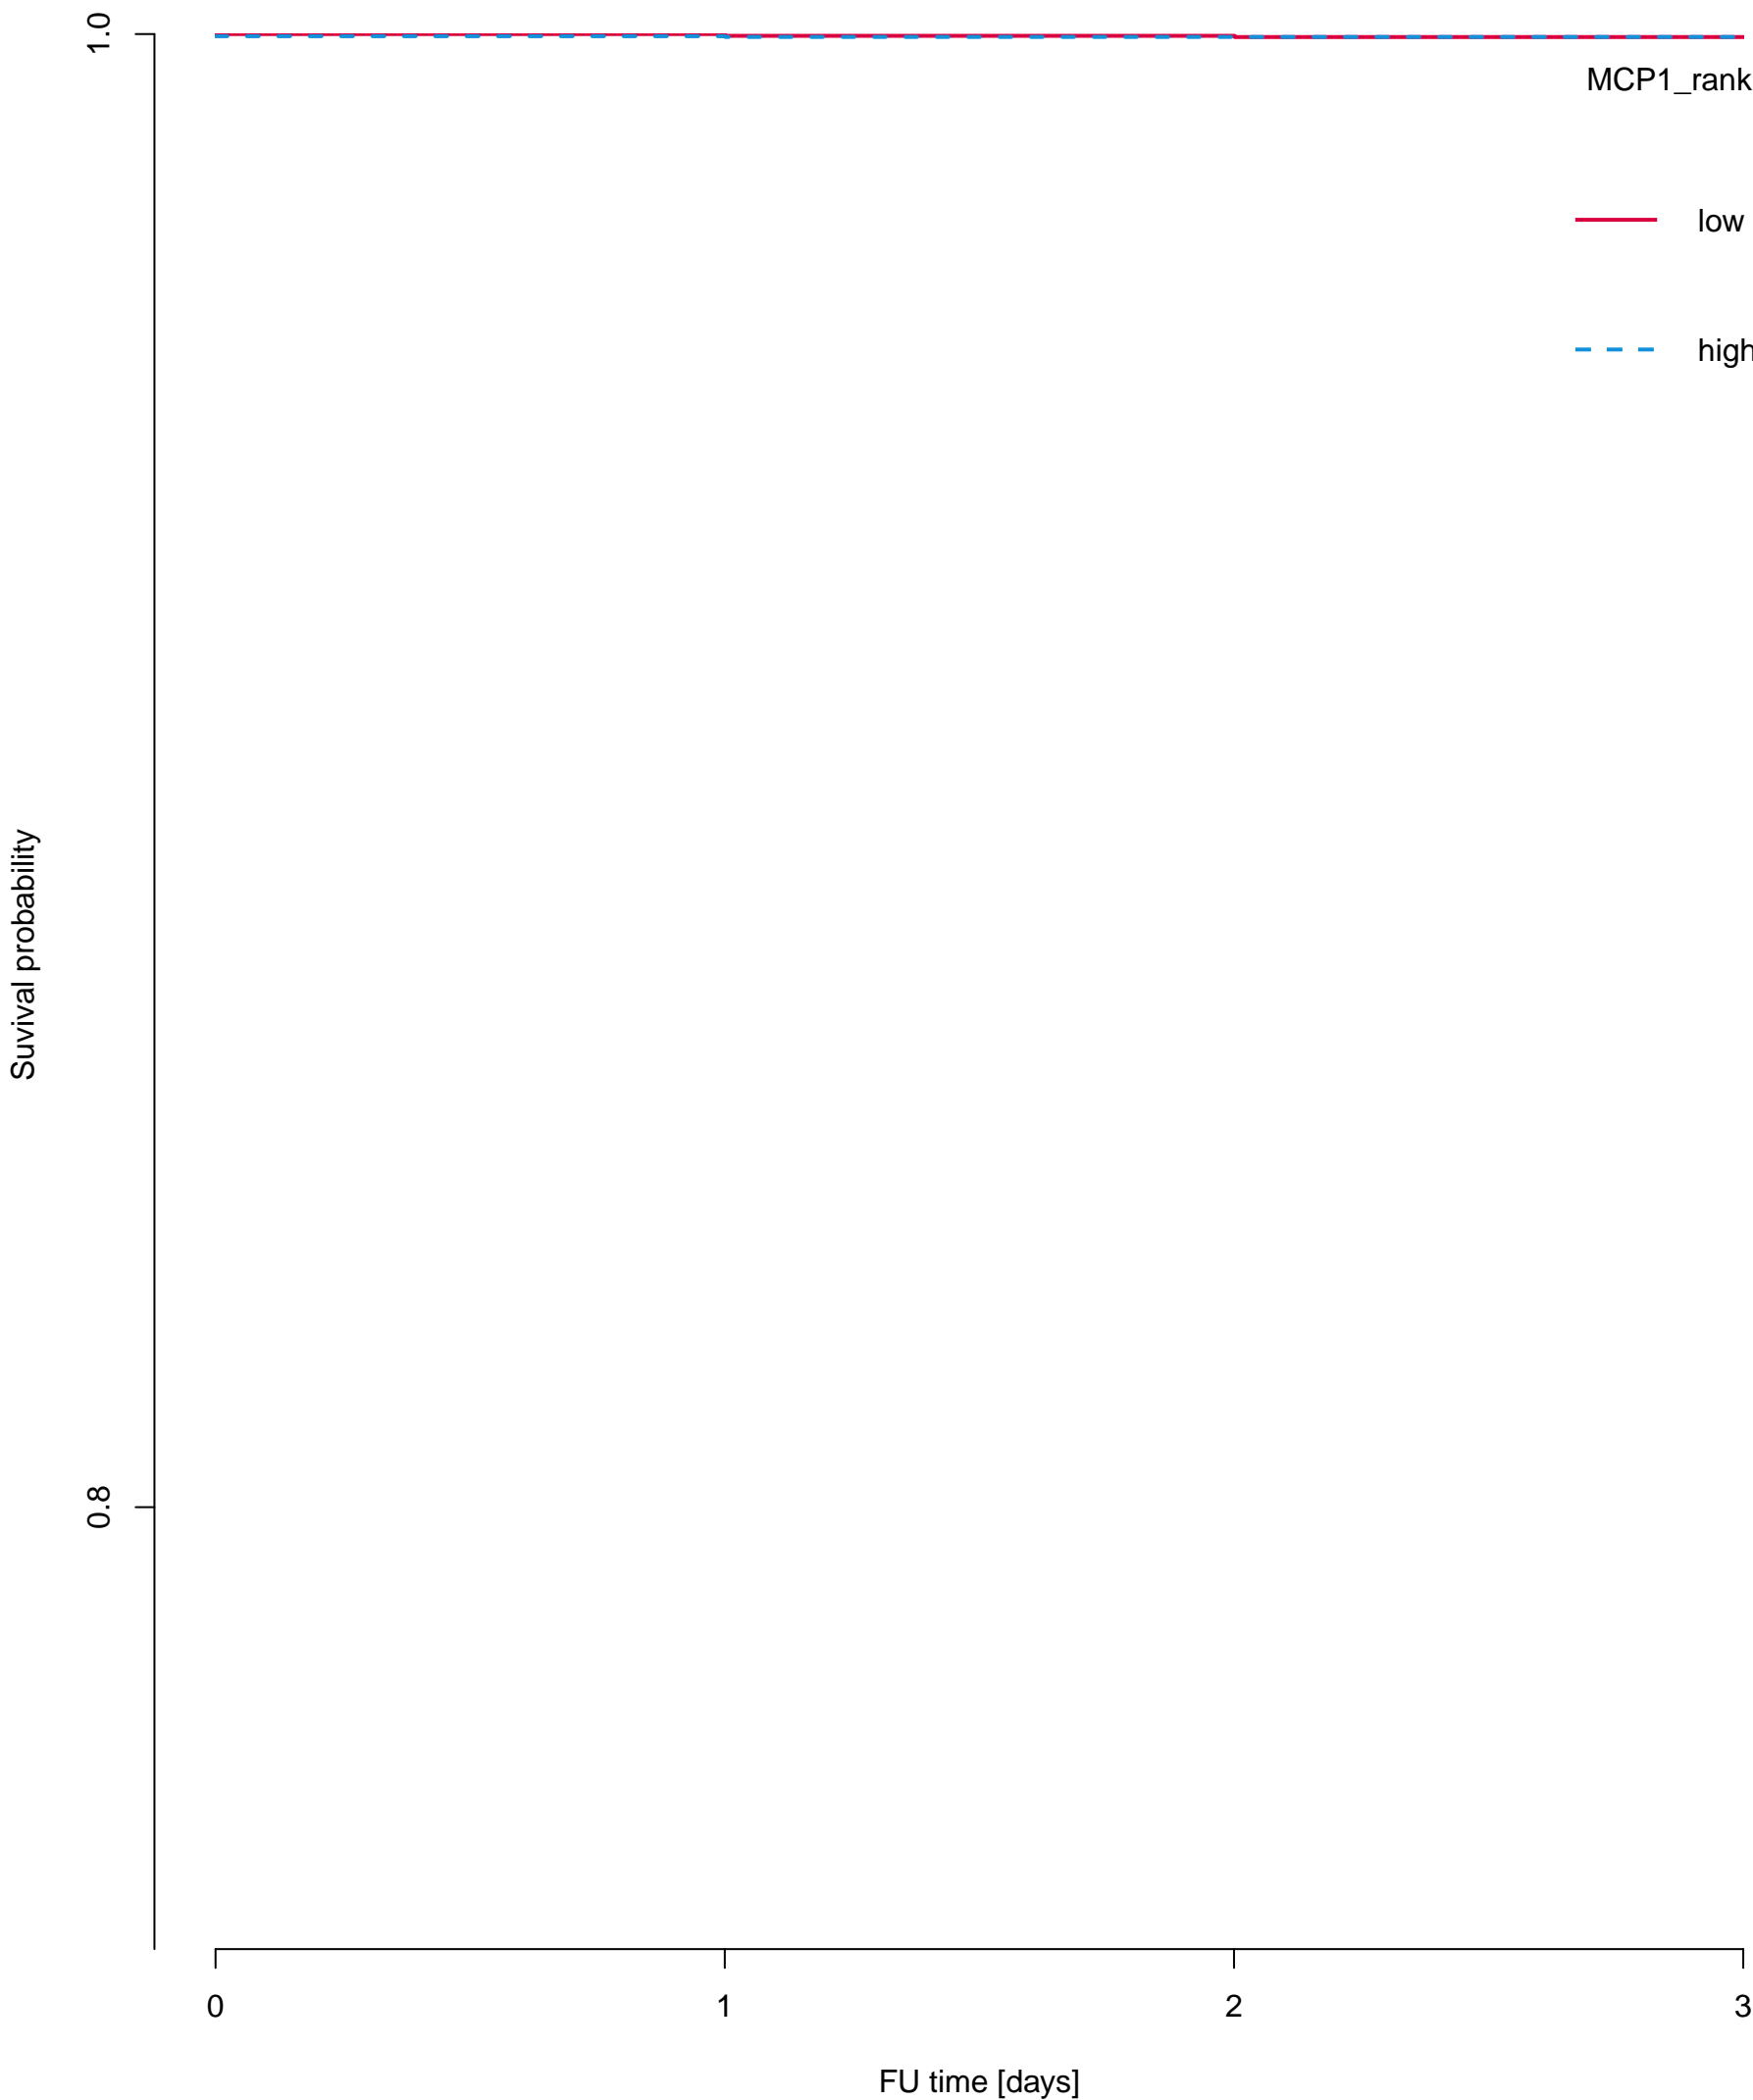 1.0
MCP1_rank
low
high
Suvival probability
0.8
0
1
2
3
FU time [days]